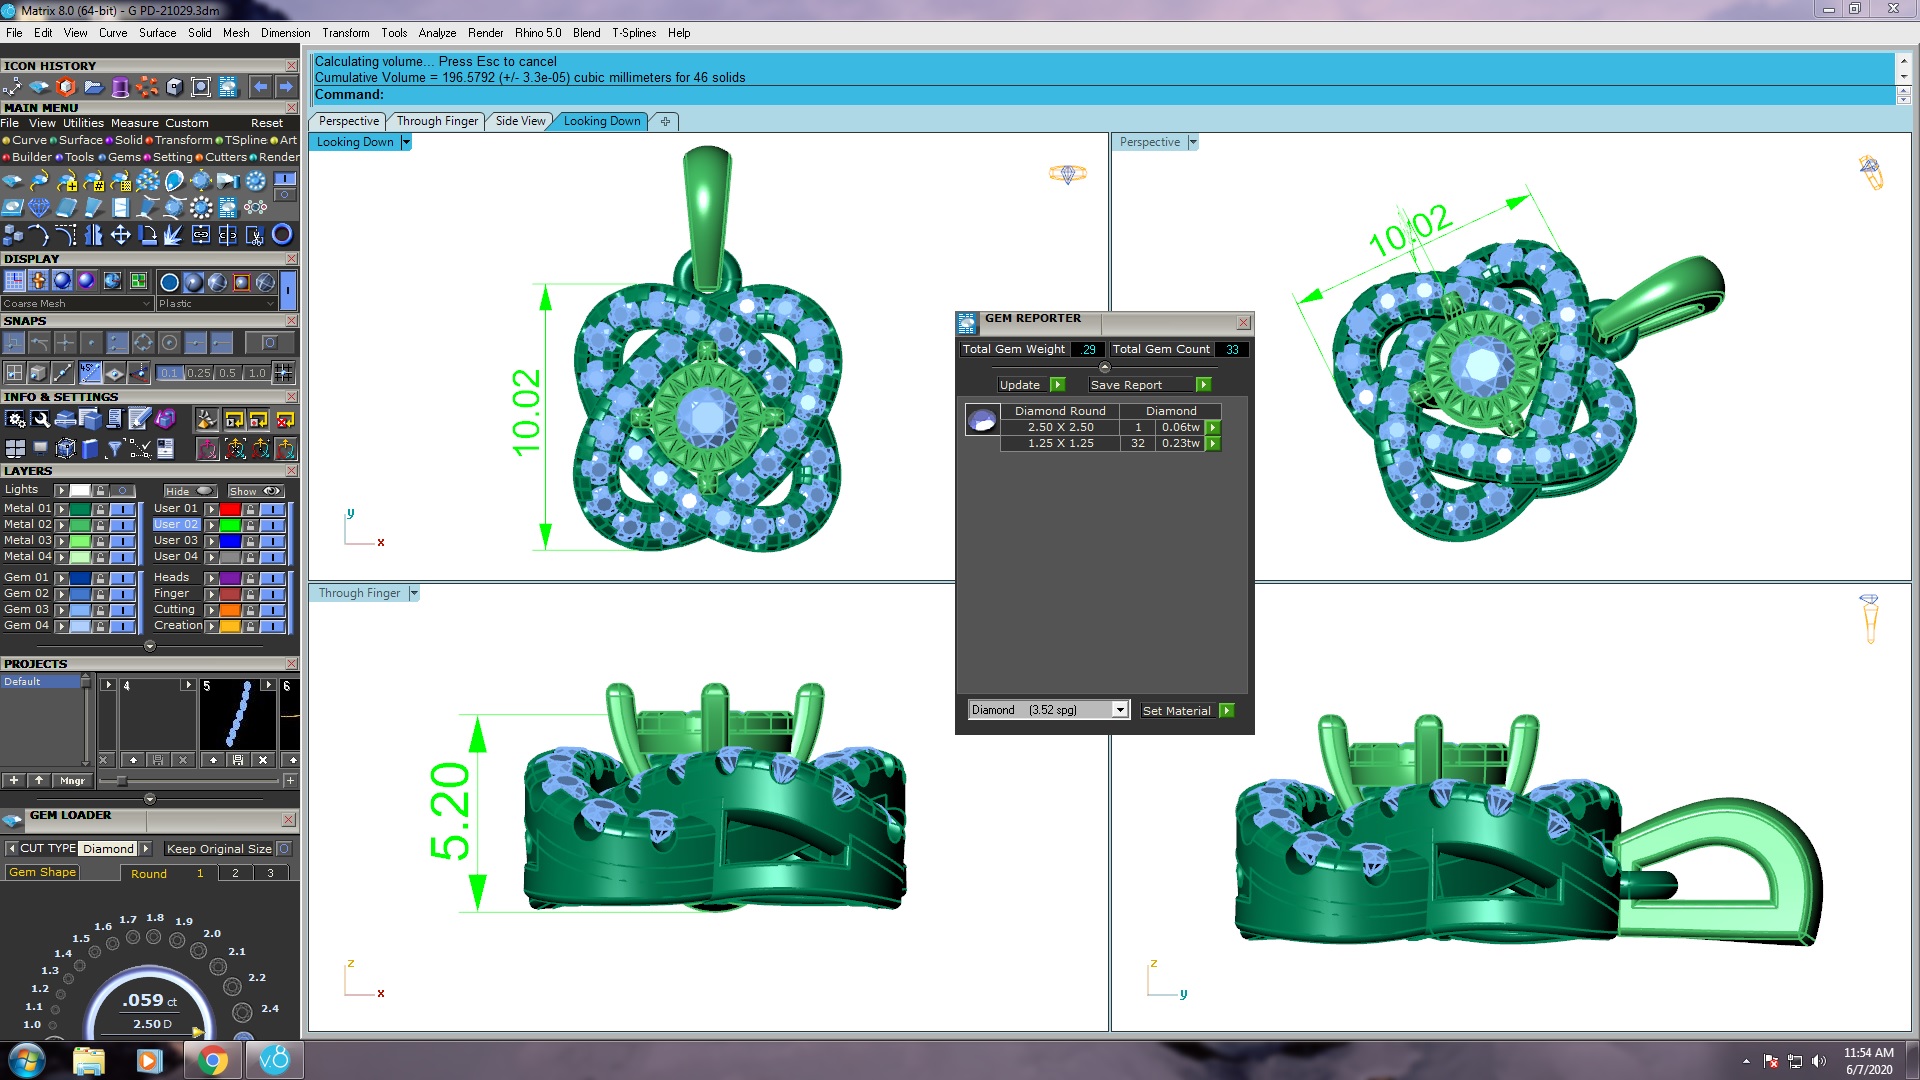 Matrix 8.0 (64-bit) - G PD-21029.3dm
File Edit View Curve Surface Solid Mesh Dimension Transform Tools Analyze Render Rhino 5.0 Blend T-Splines Help
ICON HISTORY
MAIN MENU
File View Utilities Measure Custom Reset
Curve Surface Solid Transform TSpline Art
Builder Tools Gems Setting Cutters Render
DISPLAY
Coarse Mesh Plastic
SNAPS
45° 0.1 0.25 0.5 1.0
INFO & SETTINGS
LAYERS
Lights Hide Show
Metal 01 User 01
Metal 02 User 02
Metal 03 User 03
Metal 04 User 04
Gem 01 Heads
Gem 02 Finger
Gem 03 Cutting
Gem 04 Creation
PROJECTS
Default 4 5 6
Mngr
GEM LOADER
CUT TYPE Diamond Keep Original Size
Gem Shape Round 1 2 3
1.0
1.1
1.2
1.3
1.4
1.5
1.6
1.7
1.8
1.9
2.0
2.1
2.2
2.4
.059 ct
2.50 D
Calculating volume... Press Esc to cancel
Cumulative Volume = 196.5792 (+/- 3.3e-05) cubic millimeters for 46 solids
Command:
Perspective Through Finger Side View Looking Down
Looking Down
10.02
y
x
Perspective
10.02
Through Finger
5.20
z
x
z
y
GEM REPORTER
Total Gem Weight .29 Total Gem Count 33
Update Save Report
Diamond Round Diamond
2.50 X 2.50 1 0.06tw
1.25 X 1.25 32 0.23tw
Diamond (3.52 spg) Set Material
v8
11:54 AM
6/7/2020